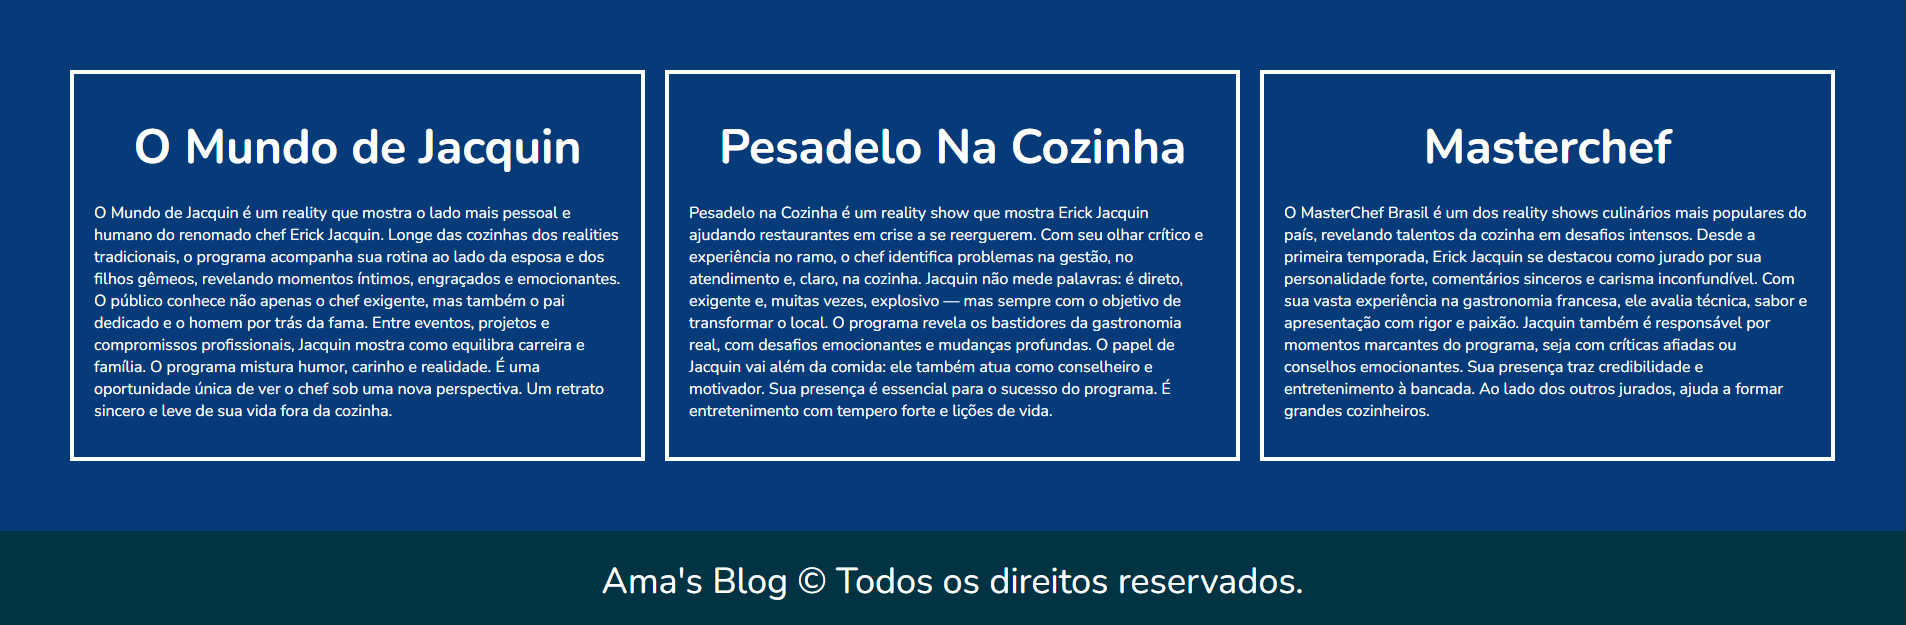 O Mundo de Jacquin
O Mundo de Jacquin é um reality que mostra o lado mais pessoal e
humano do renomado chef Erick Jacquin. Longe das cozinhas dos realities
tradicionais, o programa acompanha sua rotina ao lado da esposa e dos
filhos gêmeos, revelando momentos íntimos, engraçados e emocionantes.
O público conhece não apenas o chef exigente, mas também o pai
dedicado e o homem por trás da fama. Entre eventos, projetos e
compromissos profissionais, Jacquin mostra como equilibra carreira e
família. O programa mistura humor, carinho e realidade. É uma
oportunidade única de ver o chef sob uma nova perspectiva. Um retrato
sincero e leve de sua vida fora da cozinha.
Pesadelo Na Cozinha
Pesadelo na Cozinha é um reality show que mostra Erick Jacquin
ajudando restaurantes em crise a se reerguerem. Com seu olhar crítico e
experiência no ramo, o chef identifica problemas na gestão, no
atendimento e, claro, na cozinha. Jacquin não mede palavras: é direto,
exigente e, muitas vezes, explosivo — mas sempre com o objetivo de
transformar o local. O programa revela os bastidores da gastronomia
real, com desafios emocionantes e mudanças profundas. O papel de
Jacquin vai além da comida: ele também atua como conselheiro e
motivador. Sua presença é essencial para o sucesso do programa. É
entretenimento com tempero forte e lições de vida.
Masterchef
O MasterChef Brasil é um dos reality shows culinários mais populares do
país, revelando talentos da cozinha em desafios intensos. Desde a
primeira temporada, Erick Jacquin se destacou como jurado por sua
personalidade forte, comentários sinceros e carisma inconfundível. Com
sua vasta experiência na gastronomia francesa, ele avalia técnica, sabor e
apresentação com rigor e paixão. Jacquin também é responsável por
momentos marcantes do programa, seja com críticas afiadas ou
conselhos emocionantes. Sua presença traz credibilidade e
entretenimento à bancada. Ao lado dos outros jurados, ajuda a formar
grandes cozinheiros.
Ama's Blog © Todos os direitos reservados.